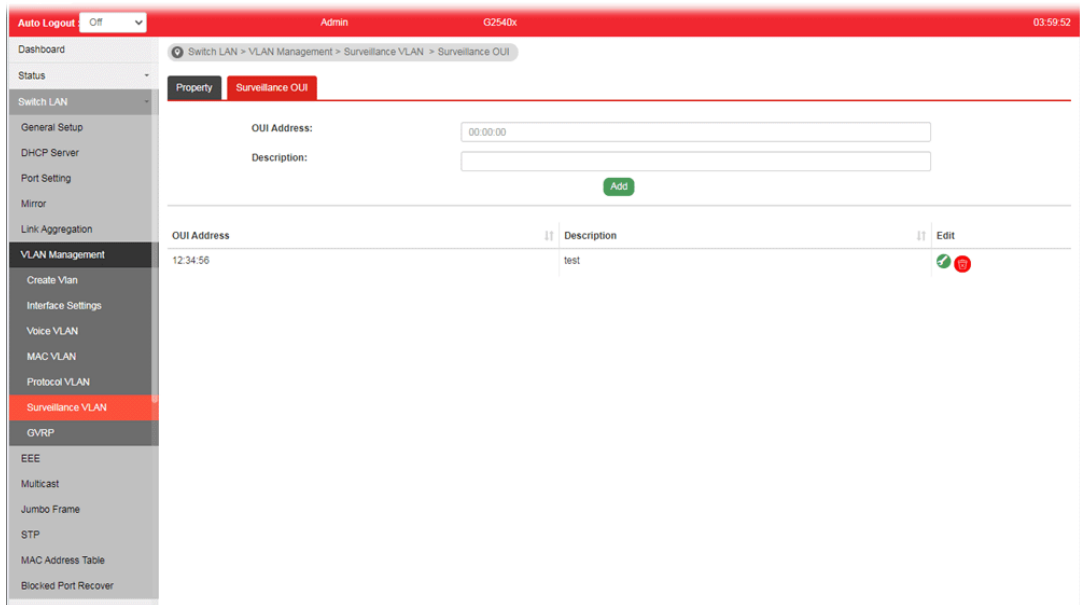 Auto Logout : Off Admin G2540x 03:59:52
Dashboard
Status
Switch LAN
General Setup
DHCP Server
Port Setting
Mirror
Link Aggregation
VLAN Management
Create Vlan
Interface Settings
Voice VLAN
MAC VLAN
Protocol VLAN
Surveillance VLAN
GVRP
EEE
Multicast
Jumbo Frame
STP
MAC Address Table
Blocked Port Recover
Switch LAN > VLAN Management > Surveillance VLAN > Surveillance OUI
Property Surveillance OUI
OUI Address: 00:00:00
Description:
Add
OUI Address Description Edit
12:34:56 test